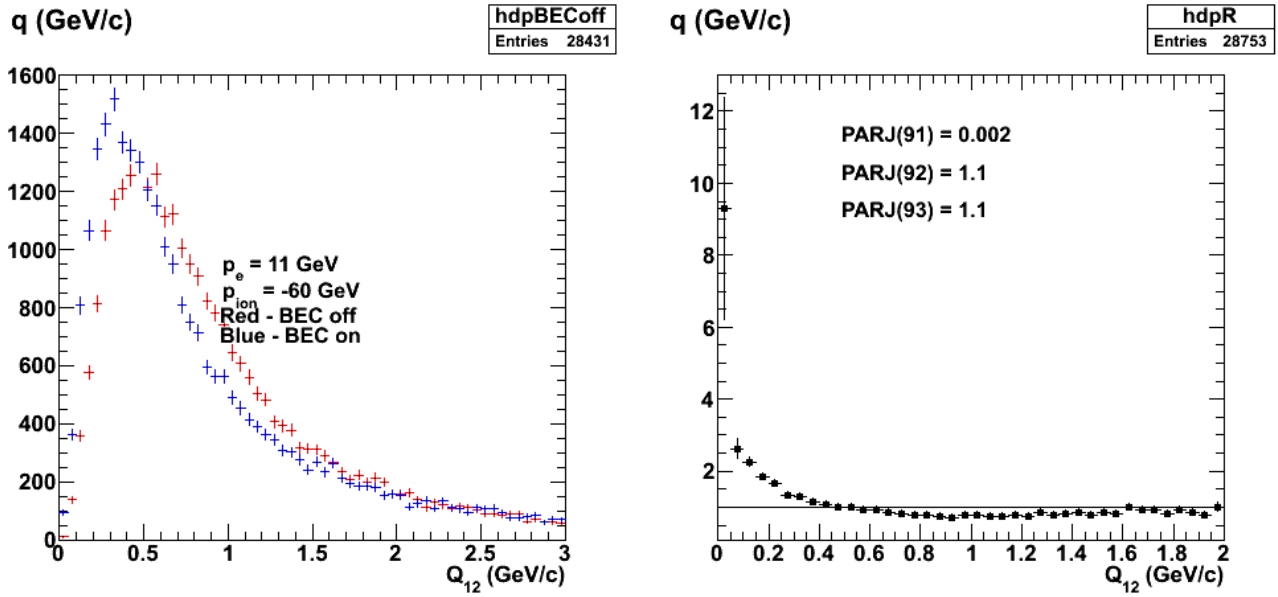 q (GeV/c)
hdpBECoff
Entries 28431
1600
1400
1200
1000
800
600
400
200
0
p_e = 11 GeV
p_ion = -60 GeV
Red - BEC off
Blue - BEC on
0 0.5 1 1.5 2 2.5 3
Q_12 (GeV/c)
q (GeV/c)
hdpR
Entries 28753
12
10
8
6
4
2
PARJ(91) = 0.002
PARJ(92) = 1.1
PARJ(93) = 1.1
0 0.2 0.4 0.6 0.8 1 1.2 1.4 1.6 1.8 2
Q_12 (GeV/c)